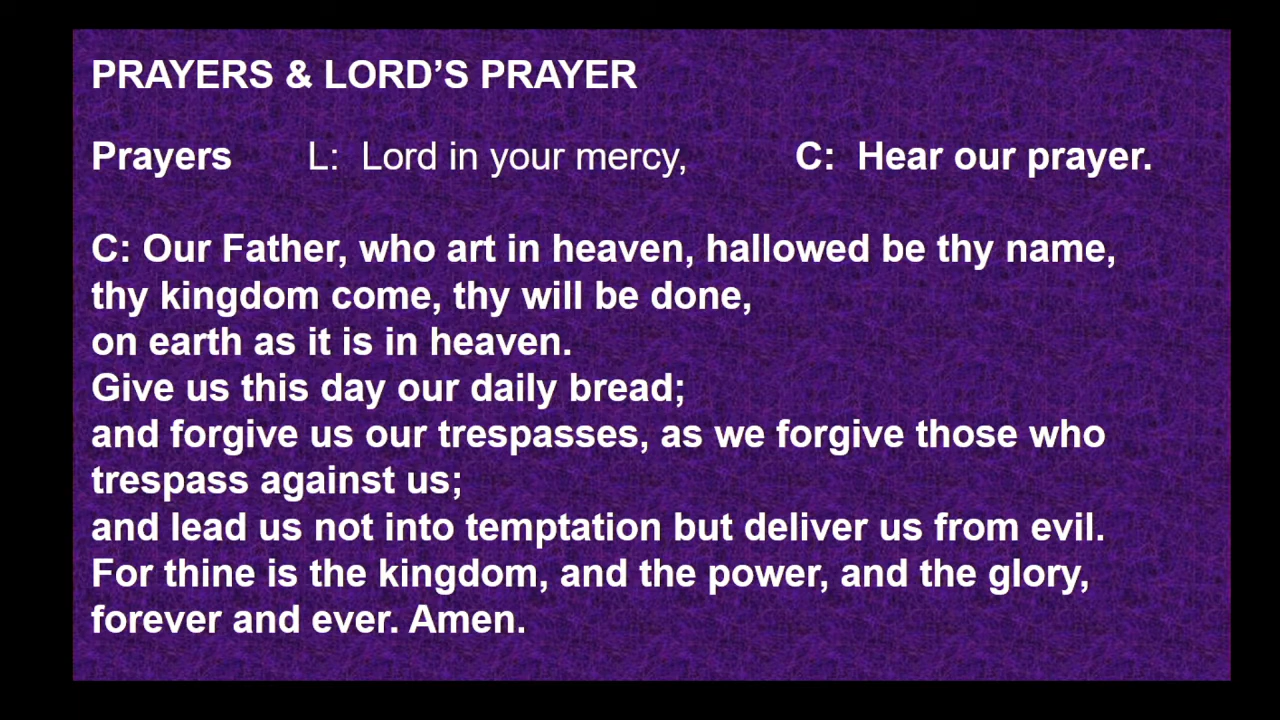 PRAYERS & LORD’S PRAYER
Prayers L: Lord in your mercy, C: Hear our prayer.
C: Our Father, who art in heaven, hallowed be thy name,
thy kingdom come, thy will be done,
on earth as it is in heaven.
Give us this day our daily bread;
and forgive us our trespasses, as we forgive those who
trespass against us;
and lead us not into temptation but deliver us from evil.
For thine is the kingdom, and the power, and the glory,
forever and ever. Amen.